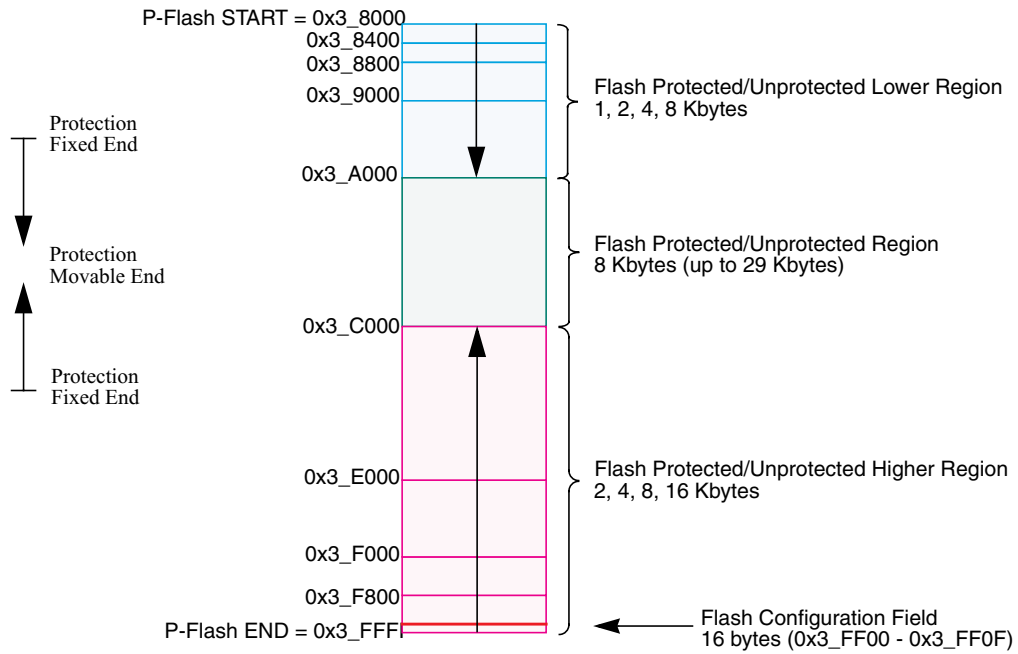 P-Flash START = 0x3_8000
0x3_8400
0x3_8800
0x3_9000
Flash Protected/Unprotected Lower Region
1, 2, 4, 8 Kbytes
Protection
Fixed End
0x3_A000
Protection
Movable End
Flash Protected/Unprotected Region
8 Kbytes (up to 29 Kbytes)
0x3_C000
Protection
Fixed End
0x3_E000
Flash Protected/Unprotected Higher Region
2, 4, 8, 16 Kbytes
0x3_F000
0x3_F800
P-Flash END = 0x3_FFFF
Flash Configuration Field
16 bytes (0x3_FF00 - 0x3_FF0F)